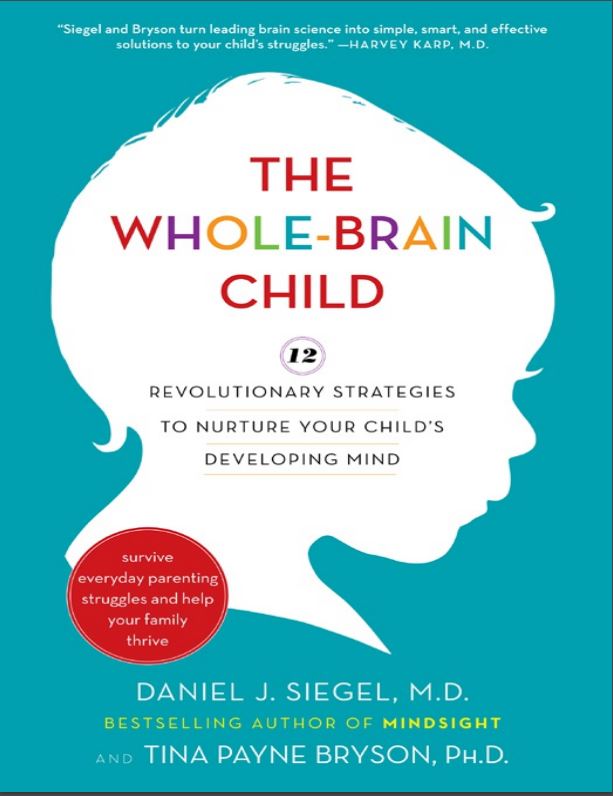 “Siegel and Bryson turn leading brain science into simple, smart, and effective
solutions to your child’s struggles.” —HARVEY KARP, M.D.
THE
WHOLE-BRAIN
CHILD
12
REVOLUTIONARY STRATEGIES
TO NURTURE YOUR CHILD’S
DEVELOPING MIND
survive
everyday parenting
struggles and help
your family
thrive
DANIEL J. SIEGEL, M.D.
BESTSELLING AUTHOR OF MINDSIGHT
AND TINA PAYNE BRYSON, PH.D.